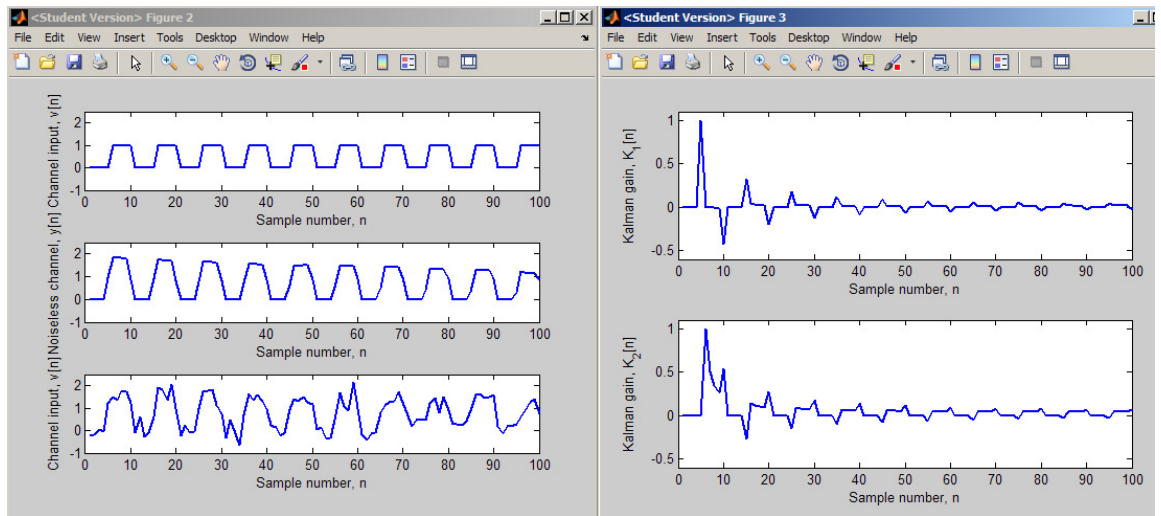 <Student Version> Figure 2
File Edit View Insert Tools Desktop Window Help
Channel input, v[n]
2
1
0
-1
0 10 20 30 40 50 60 70 80 90 100
Sample number, n
Noiseless channel, y[n]
2
1
0
-1
0 10 20 30 40 50 60 70 80 90 100
Sample number, n
Channel input, v[n]
2
1
0
-1
0 10 20 30 40 50 60 70 80 90 100
Sample number, n
<Student Version> Figure 3
File Edit View Insert Tools Desktop Window Help
Kalman gain, K1[n]
1
0.5
0
-0.5
0 10 20 30 40 50 60 70 80 90 100
Sample number, n
Kalman gain, K2[n]
1
0.5
0
-0.5
0 10 20 30 40 50 60 70 80 90 100
Sample number, n